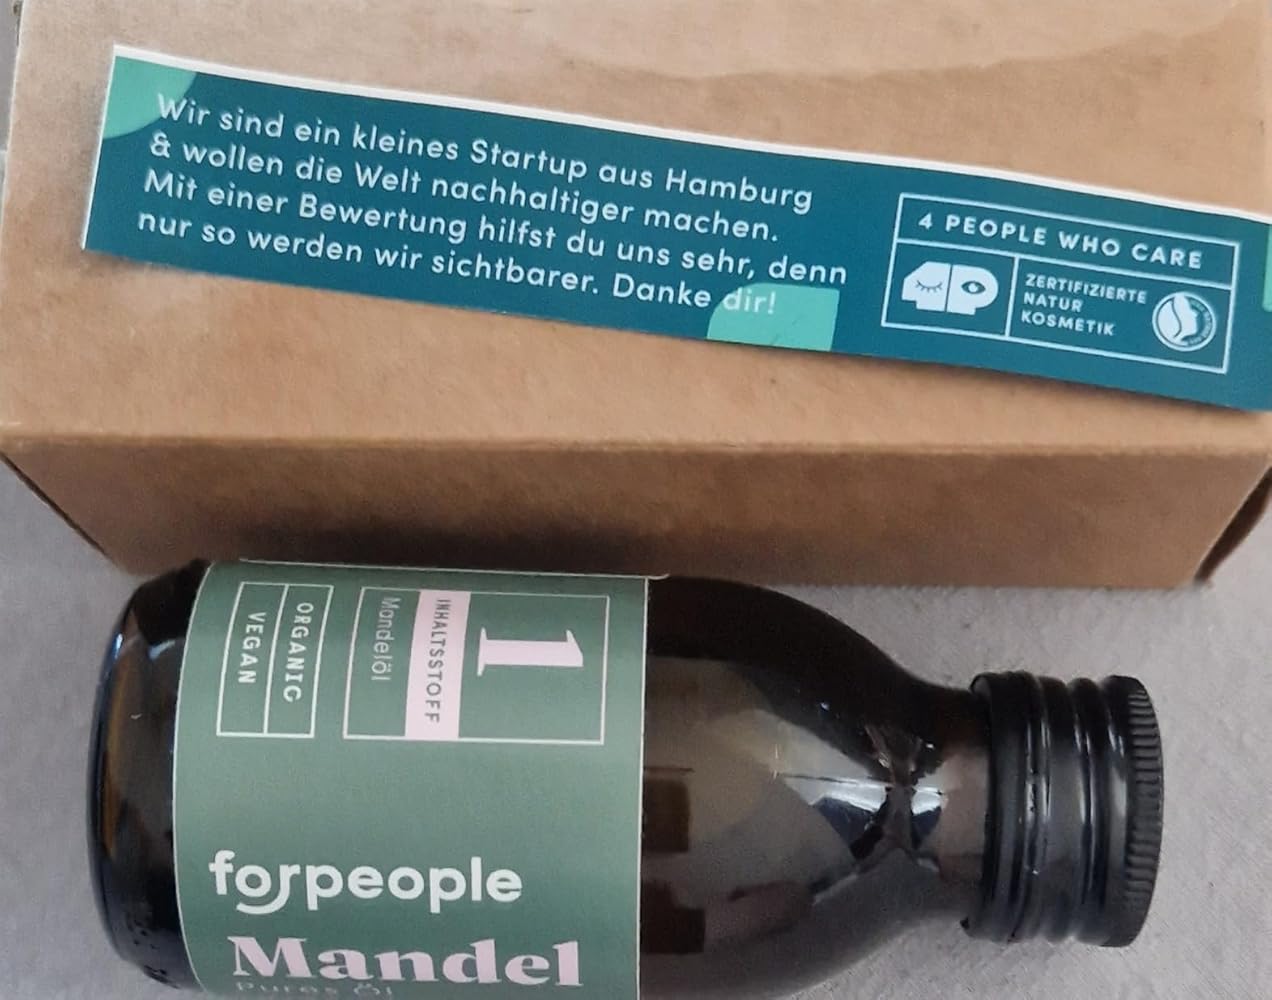 Wir sind ein kleines Startup aus Hamburg
& wollen die Welt nachhaltiger machen.
Mit einer Bewertung hilfst du uns sehr, denn
nur so werden wir sichtbarer. Danke dir!
4 PEOPLE WHO CARE
ZERTIFIZIERTE
NATUR
KOSMETIK
1
INHALTSSTOFF
Mandelöl
ORGANIC
VEGAN
forpeople
Mandel
Pures Öl